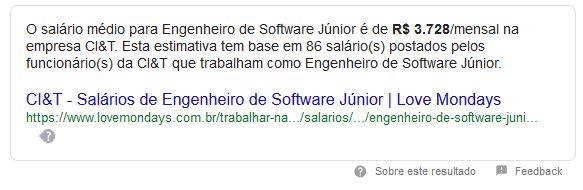 O salário médio para Engenheiro de Software Júnior é de R$ 3.728/mensal na
empresa CI&T. Esta estimativa tem base em 86 salário(s) postados pelos
funcionário(s) da CI&T que trabalham como Engenheiro de Software Júnior.
CI&T - Salários de Engenheiro de Software Júnior | Love Mondays
https://www.lovemondays.com.br/trabalhar-na.../salarios/.../engenheiro-de-software-juni...
Sobre este resultado Feedback